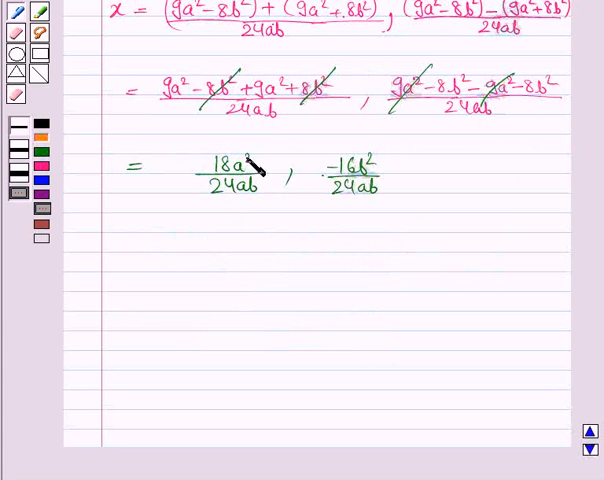 x = (9a² - 8b²) + (9a² + 8b²) / 24ab , (9a² - 8b²) - (9a² + 8b²) / 24ab
= 9a² - 8b² + 9a² + 8b² / 24ab , 9a² - 8b² - 9a² - 8b² / 24ab
= 18a² / 24ab , -16b² / 24ab